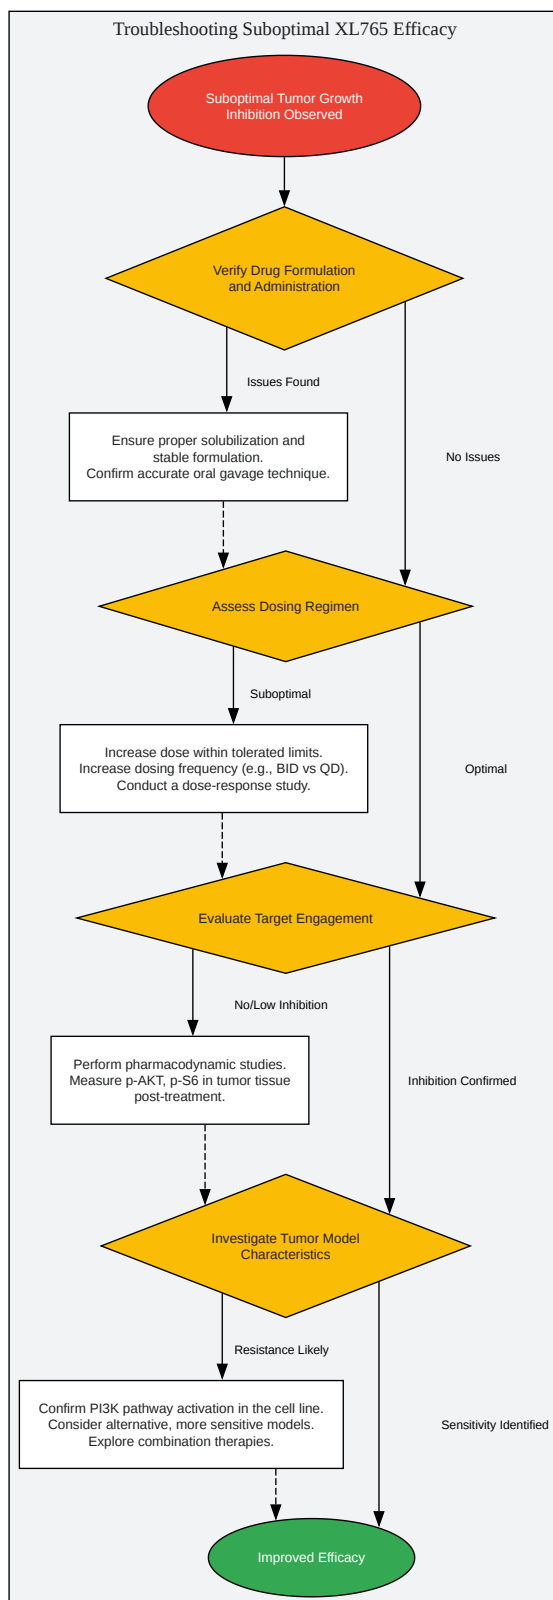 Troubleshooting Suboptimal XL765 Efficacy
Suboptimal Tumor Growth
Inhibition Observed
Verify Drug Formulation
and Administration
Issues Found
No Issues
Ensure proper solubilization and
stable formulation.
Confirm accurate oral gavage technique.
Assess Dosing Regimen
Suboptimal
Optimal
Increase dose within tolerated limits.
Increase dosing frequency (e.g., BID vs QD).
Conduct a dose-response study.
Evaluate Target Engagement
No/Low Inhibition
Inhibition Confirmed
Perform pharmacodynamic studies.
Measure p-AKT, p-S6 in tumor tissue
post-treatment.
Investigate Tumor Model
Characteristics
Resistance Likely
Sensitivity Identified
Confirm PI3K pathway activation in the cell line.
Consider alternative, more sensitive models.
Explore combination therapies.
Improved Efficacy